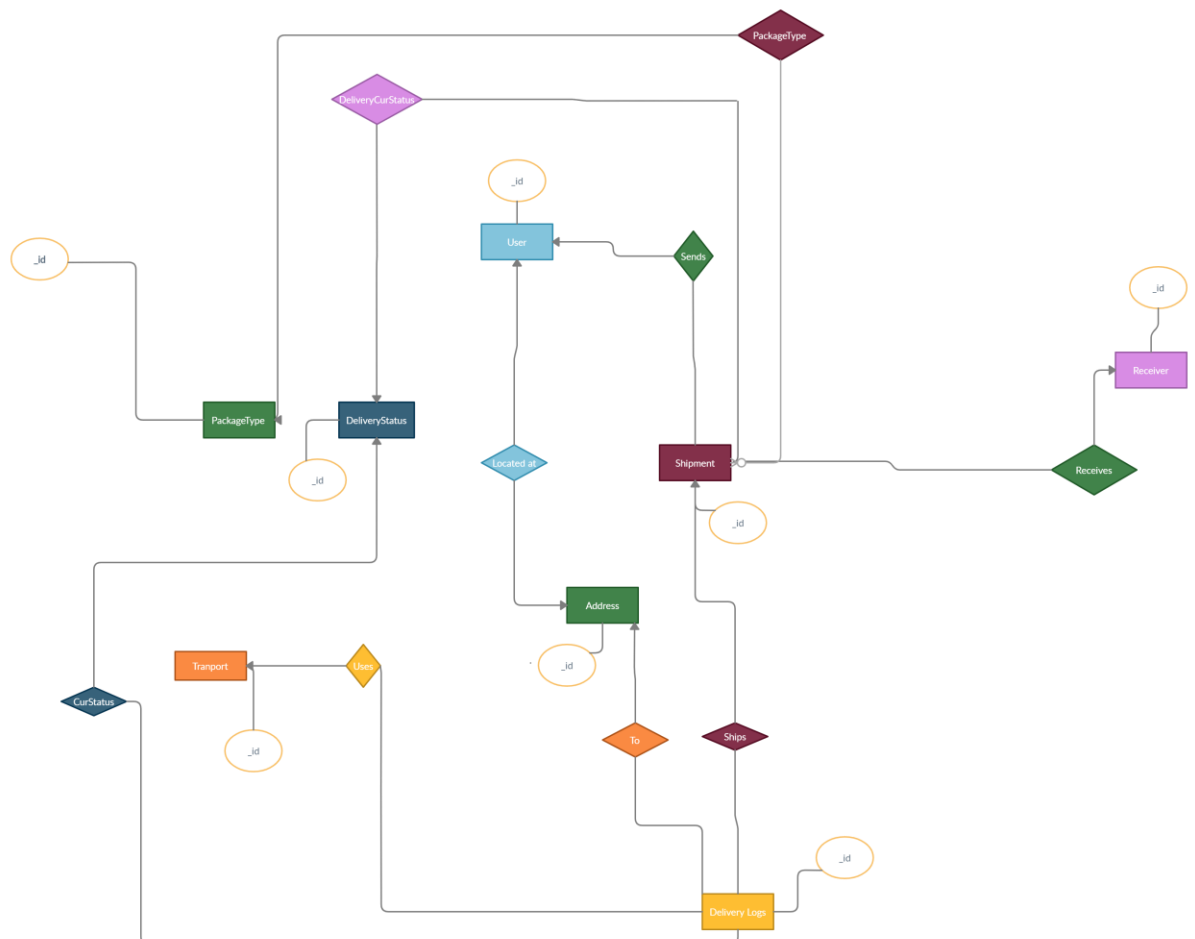 PackageType
DeliveryCurStatus
_id
User
Sends
_id
_id
Receiver
PackageType
DeliveryStatus
Located at
Shipment
Receives
_id
_id
Address
Tranport
Uses
_id
CurStatus
To
Ships
_id
_id
Delivery Logs